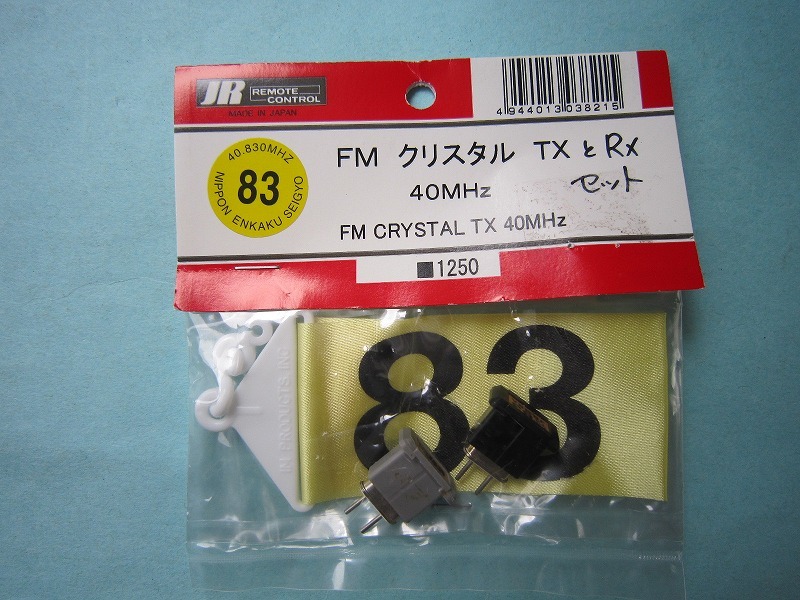 JR REMOTE CONTROL
MADE IN JAPAN
4944013038215
40.830MHZ
83
NIPPON ENKAKU SEIGYO
FM クリスタル TX と RX
40MHz セット
FM CRYSTAL TX 40MHz
■1250
83